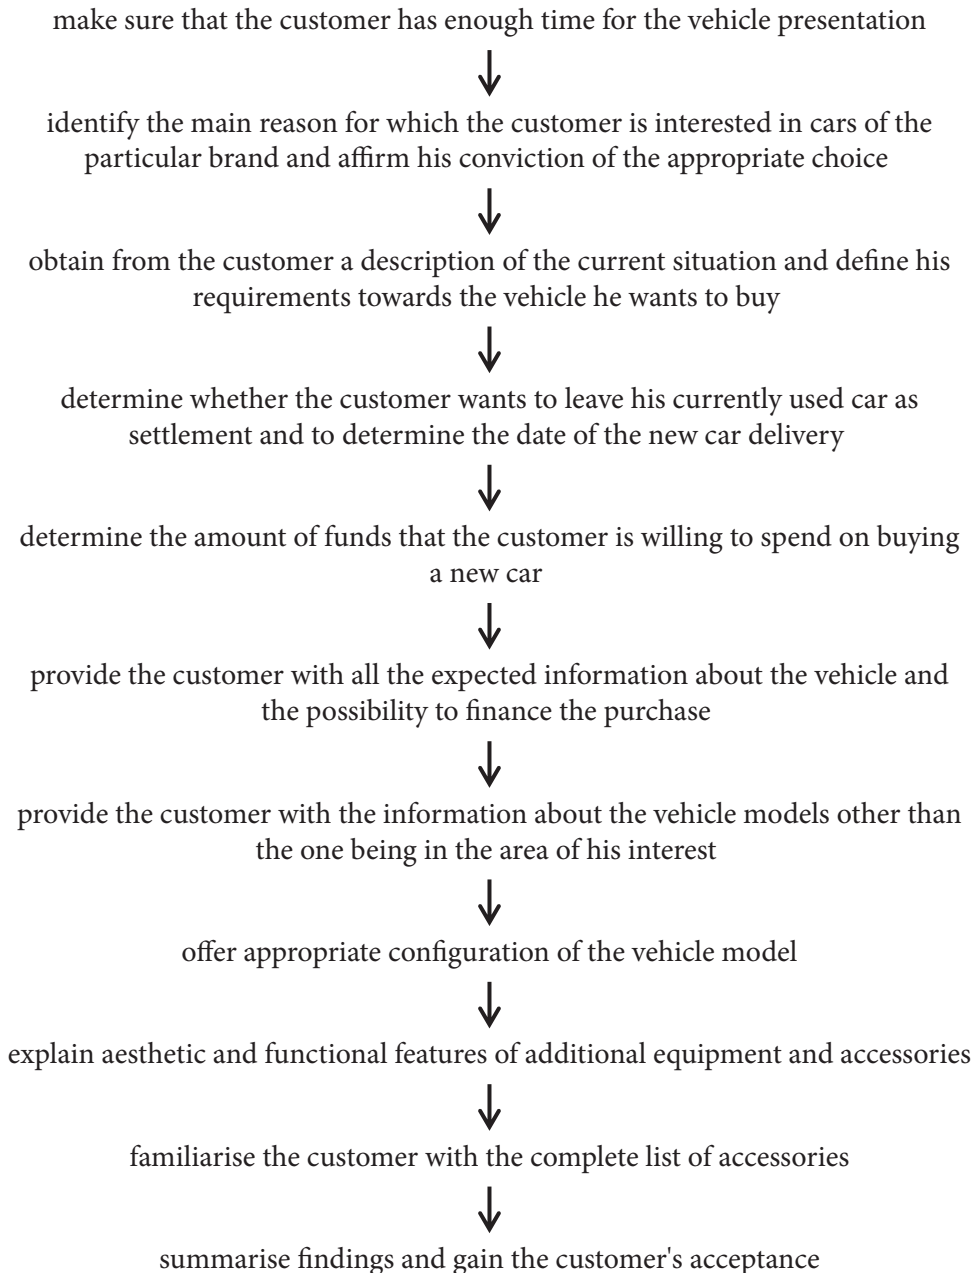 make sure that the customer has enough time for the vehicle presentation
identify the main reason for which the customer is interested in cars of the
particular brand and affirm his conviction of the appropriate choice
obtain from the customer a description of the current situation and define his
requirements towards the vehicle he wants to buy
determine whether the customer wants to leave his currently used car as
settlement and to determine the date of the new car delivery
determine the amount of funds that the customer is willing to spend on buying
a new car
provide the customer with all the expected information about the vehicle and
the possibility to finance the purchase
provide the customer with the information about the vehicle models other than
the one being in the area of his interest
offer appropriate configuration of the vehicle model
explain aesthetic and functional features of additional equipment and accessories
familiarise the customer with the complete list of accessories
summarise findings and gain the customer's acceptance